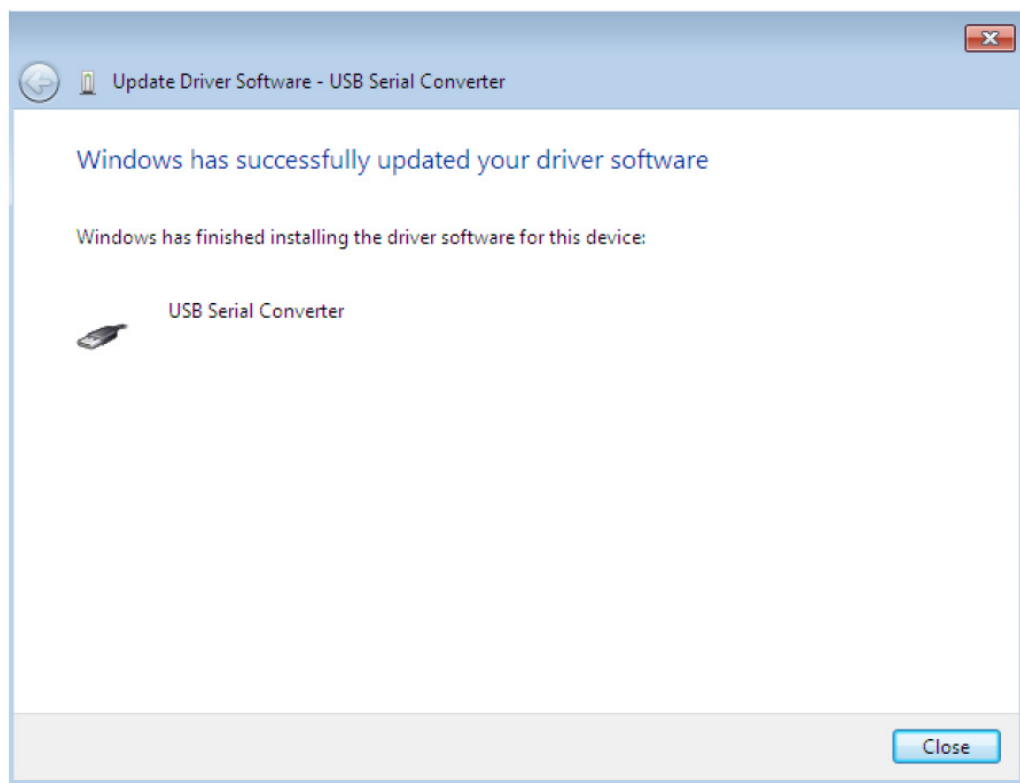 Update Driver Software - USB Serial Converter
Windows has successfully updated your driver software
Windows has finished installing the driver software for this device:
USB Serial Converter
Close